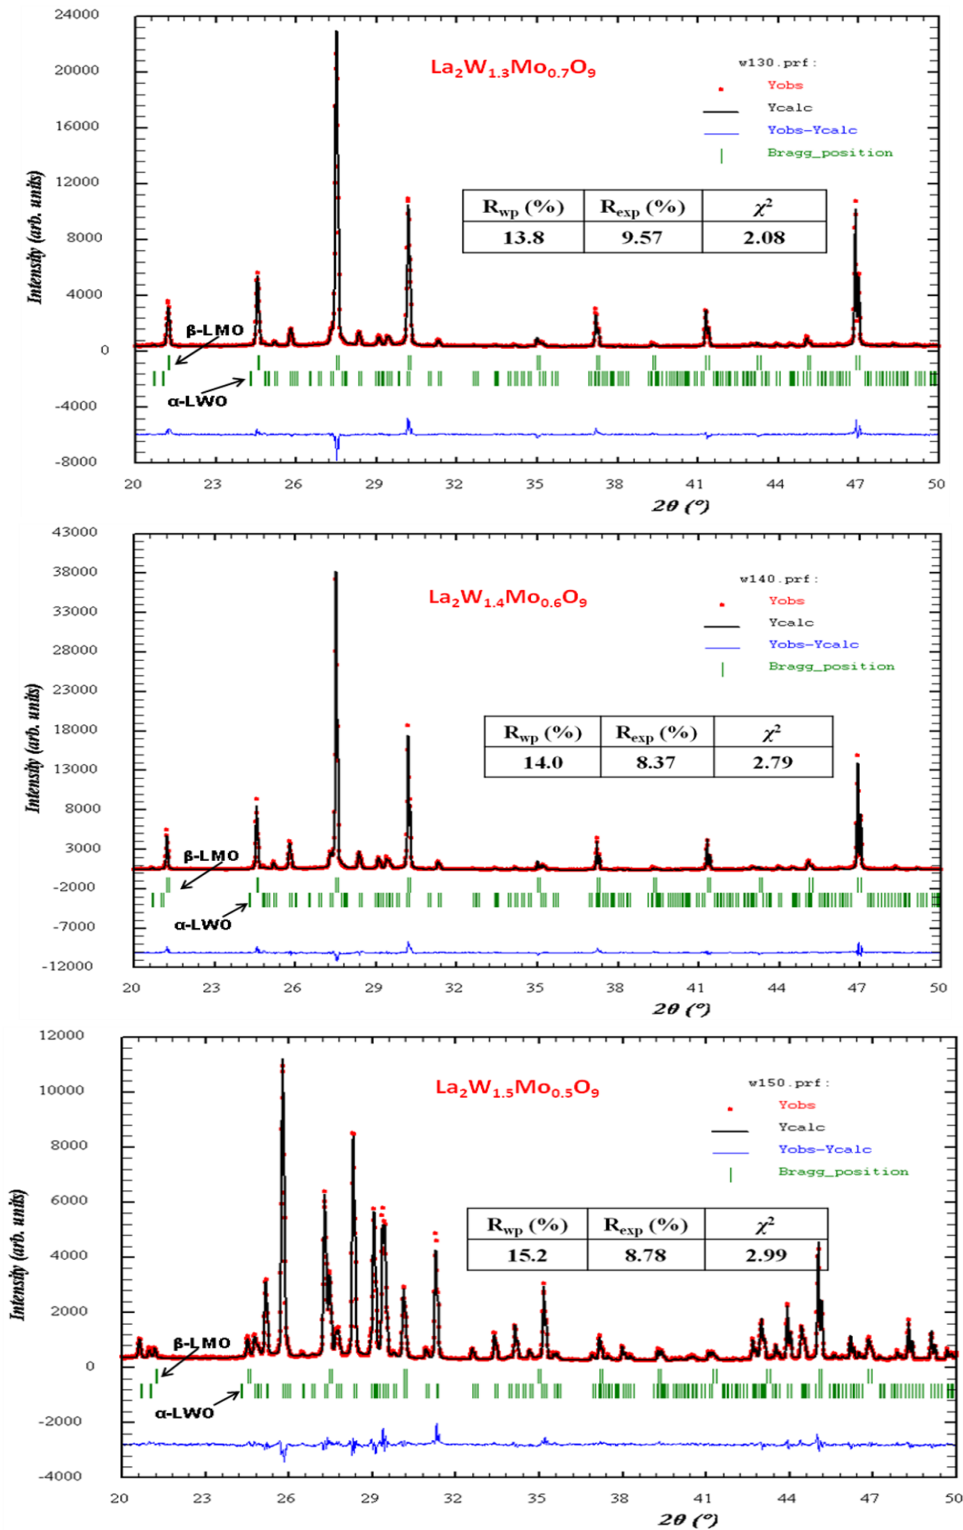 24000
20000
16000
12000
8000
4000
0
-4000
-8000
Intensity (arb. units)
La2W1.3Mo0.7O9
w130.prf:
Yobs
Ycalc
Yobs-Ycalc
Bragg_position
Rwp (%) Rexp (%) χ2
13.8 9.57 2.08
β-LMO
α-LWO
20 23 26 29 32 35 38 41 44 47 50
2θ (°)
43000
38000
33000
28000
23000
18000
13000
8000
3000
-2000
-7000
-12000
Intensity (arb. units)
La2W1.4Mo0.6O9
w140.prf:
Yobs
Ycalc
Yobs-Ycalc
Bragg_position
Rwp (%) Rexp (%) χ2
14.0 8.37 2.79
β-LMO
α-LWO
20 23 26 29 32 35 38 41 44 47 50
2θ (°)
12000
10000
8000
6000
4000
2000
0
-2000
-4000
Intensity (arb. units)
La2W1.5Mo0.5O9
w150.prf:
Yobs
Ycalc
Yobs-Ycalc
Bragg_position
Rwp (%) Rexp (%) χ2
15.2 8.78 2.99
β-LMO
α-LWO
20 23 26 29 32 35 38 41 44 47 50
2θ (°)